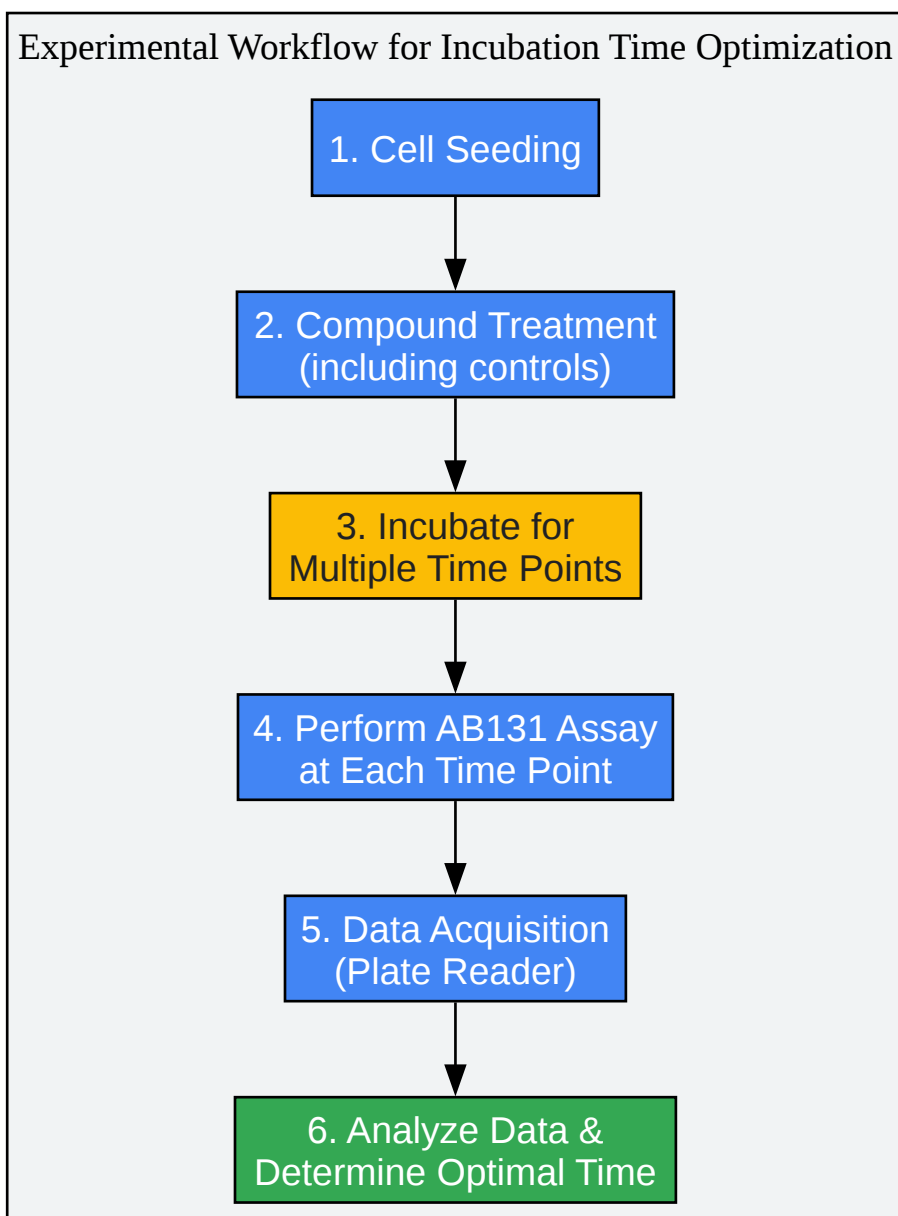 Experimental Workflow for Incubation Time Optimization
1. Cell Seeding
2. Compound Treatment
(including controls)
3. Incubate for
Multiple Time Points
4. Perform AB131 Assay
at Each Time Point
5. Data Acquisition
(Plate Reader)
6. Analyze Data &
Determine Optimal Time